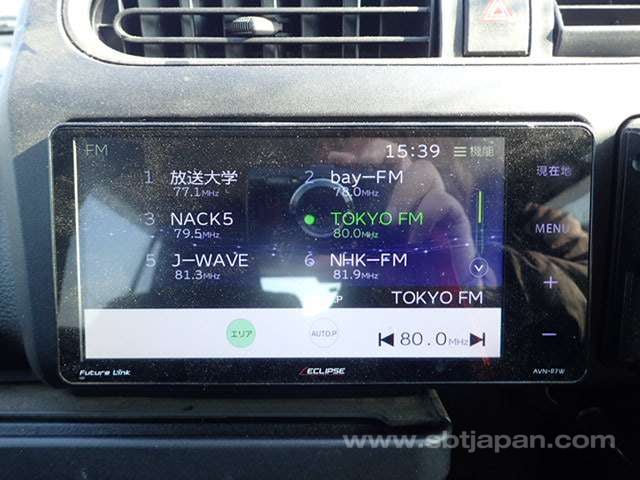 FM 15:39 機能
1 放送大学 2 bay-FM
77.1MHz 78.0MHz
3 NACK5 TOKYO FM
79.5MHz 80.0MHz
5 J-WAVE 6 NHK-FM
81.3MHz 81.9MHz
TOKYO FM
エリア AUTO.P 80.0MHz
現在地
MENU
+
-
Future Link ECLIPSE AVN-R7W
www.sbtjapan.com